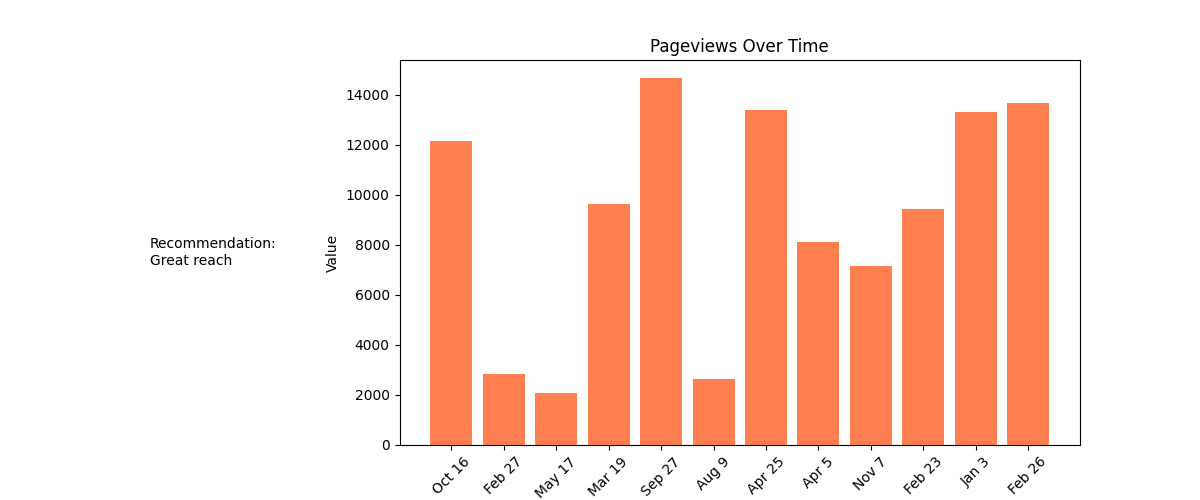 Pageviews Over Time
Recommendation:
Great reach
Value
14000
12000
10000
8000
6000
4000
2000
0
Oct 16
Feb 27
May 17
Mar 19
Sep 27
Aug 9
Apr 25
Apr 5
Nov 7
Feb 23
Jan 3
Feb 26